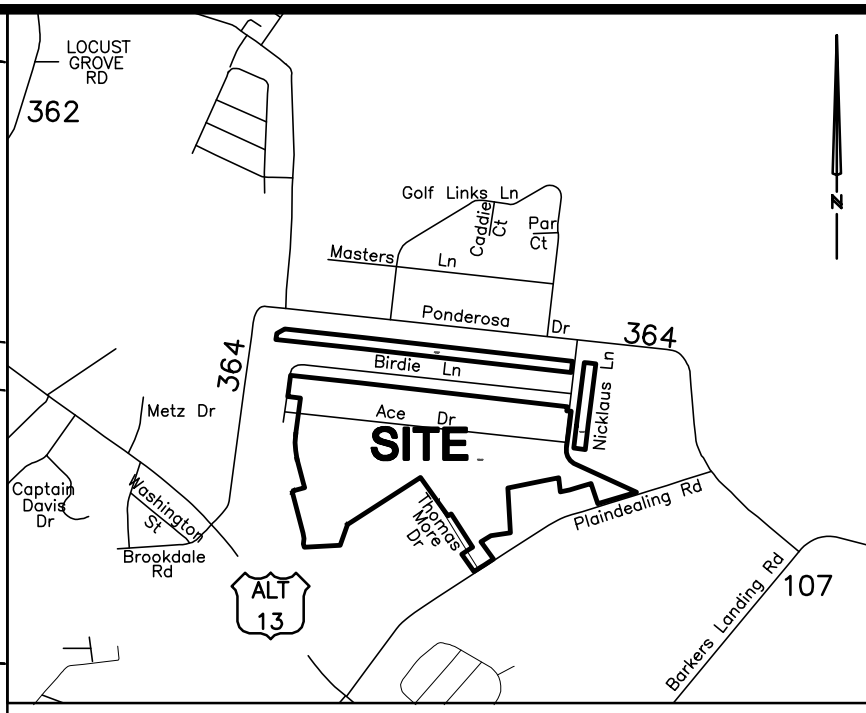 LOCUST
GROVE
RD
362
Golf Links Ln
Caddie
Ct
Par
Ct
Masters Ln
N
Ponderosa Dr
364
364
Birdie Ln
Nicklaus Ln
Metz Dr
Ace Dr
SITE
Captain
Davis
Dr
Washington
St
Thomas
More
Dr
Plaindealing Rd
Brookdale
Rd
ALT
13
Barkers Landing Rd
107